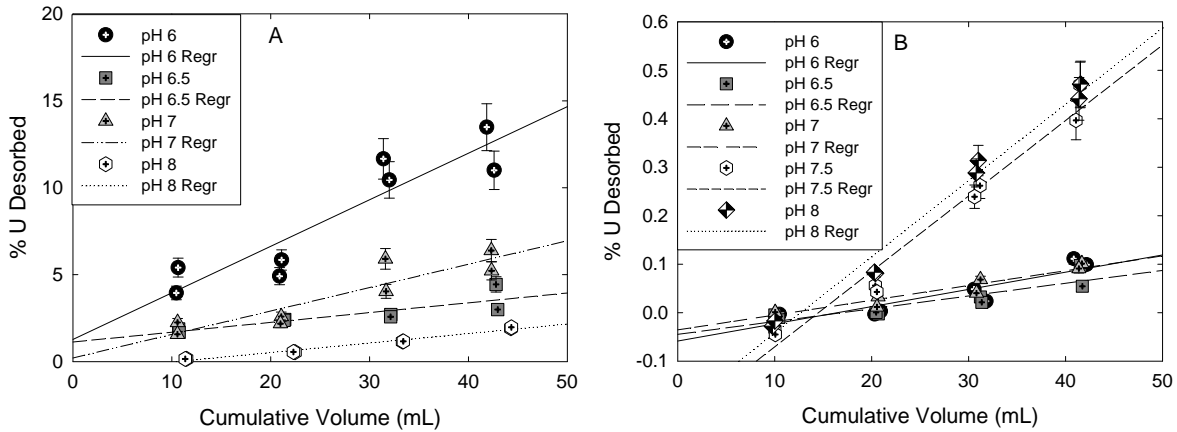 A
% U Desorbed
20
15
10
5
0
pH 6
pH 6 Regr
pH 6.5
pH 6.5 Regr
pH 7
pH 7 Regr
pH 8
pH 8 Regr
0 10 20 30 40 50
Cumulative Volume (mL)
B
% U Desorbed
0.6
0.5
0.4
0.3
0.2
0.1
0.0
-0.1
pH 6
pH 6 Regr
pH 6.5
pH 6.5 Regr
pH 7
pH 7 Regr
pH 7.5
pH 7.5 Regr
pH 8
pH 8 Regr
0 10 20 30 40 50
Cumulative Volume (mL)